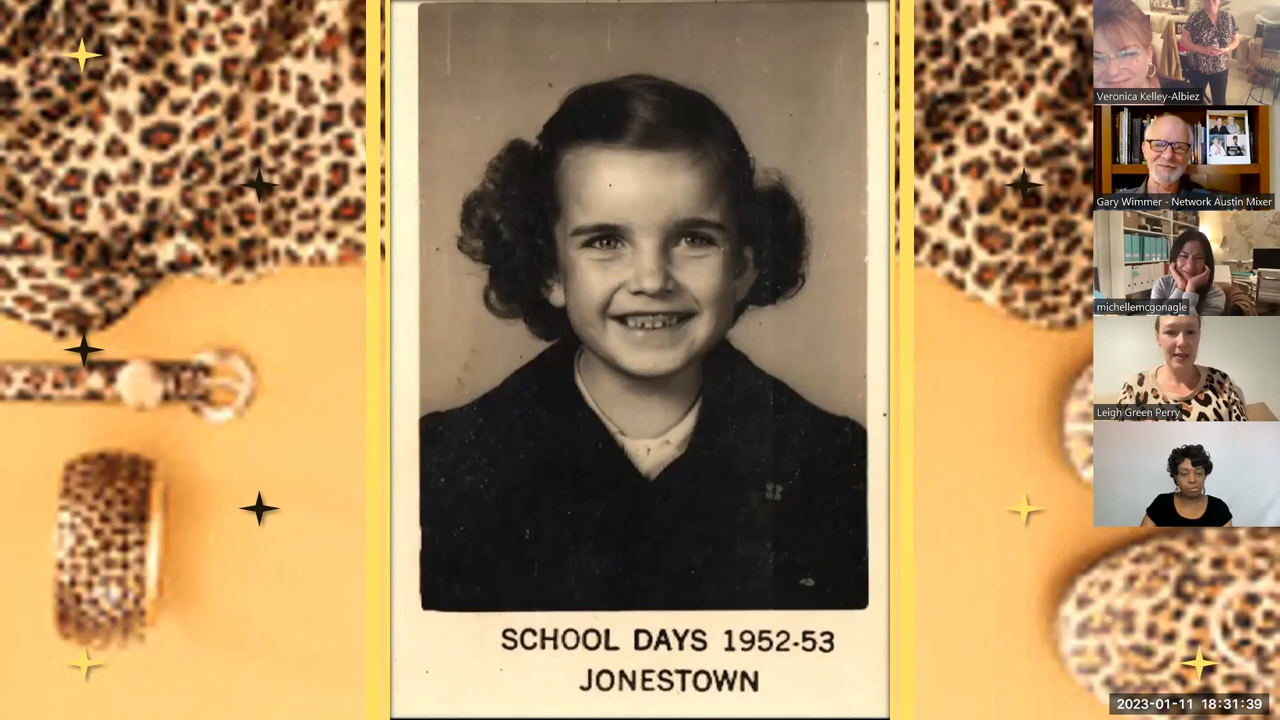 SCHOOL DAYS 1952-53
JONESTOWN
Veronica Kelley-Albiez
Gary Wimmer - Network Austin Mixer
michellemcgonagle
Leigh Green Perry
2023-01-11 18:31:39